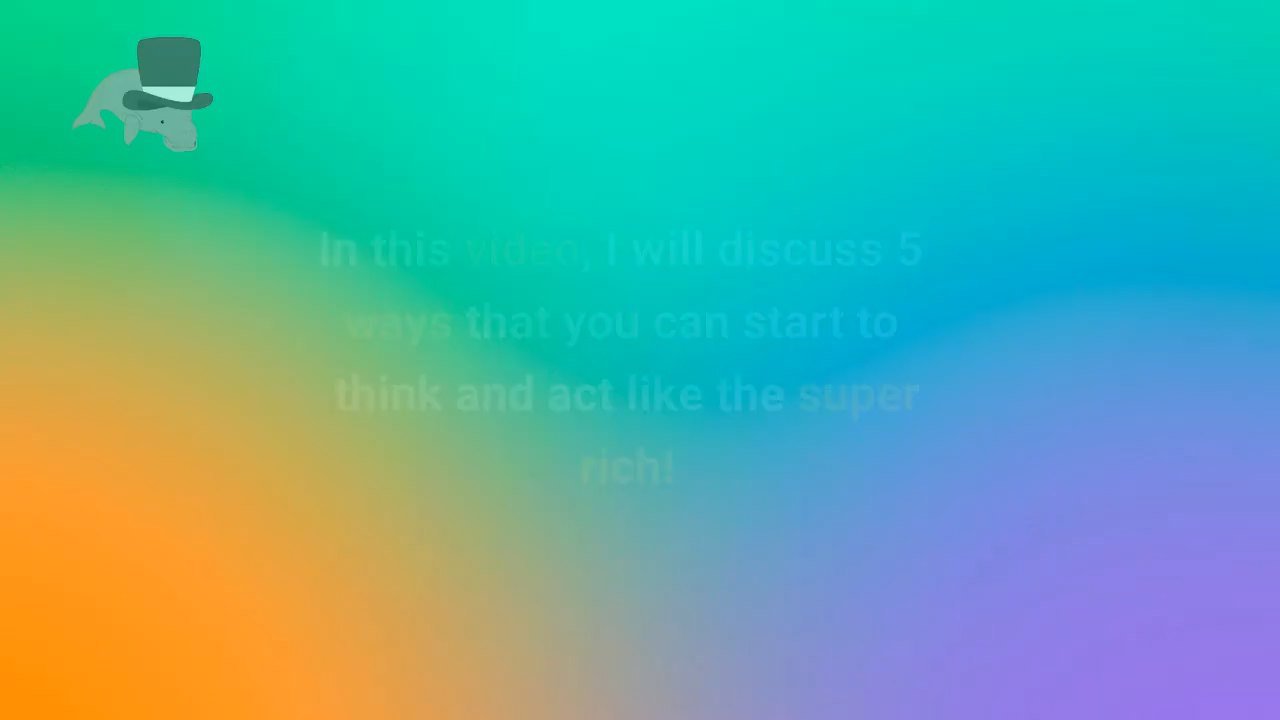 In this video, I will discuss 5
ways that you can start to
think and act like the super
rich!